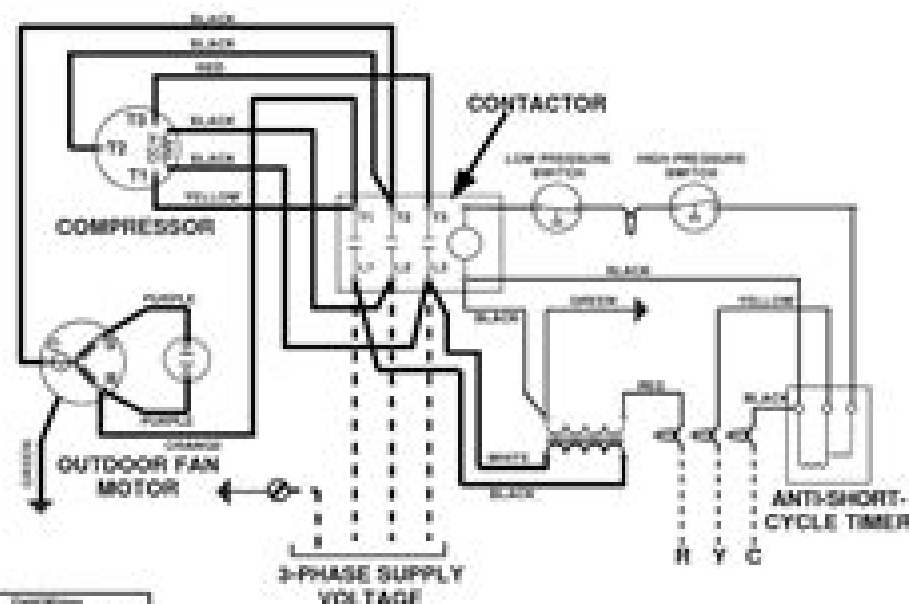 BLACK
BLACK
RED
CONTACTOR
T3
BLACK
T2
LOW PRESSURE
SWITCH
HIGH PRESSURE
SWITCH
T1
BLACK
YELLOW
COMPRESSOR
T1 T2 T3
L1 L2 L3
BLACK
PURPLE
GREEN
YELLOW
BLACK
RED
BLACK
PURPLE
ORANGE
WHITE
GREEN
OUTDOOR FAN
MOTOR
BLACK
ANTI-SHORT-
CYCLE TIMER
R Y C
3-PHASE SUPPLY
VOLTAGE